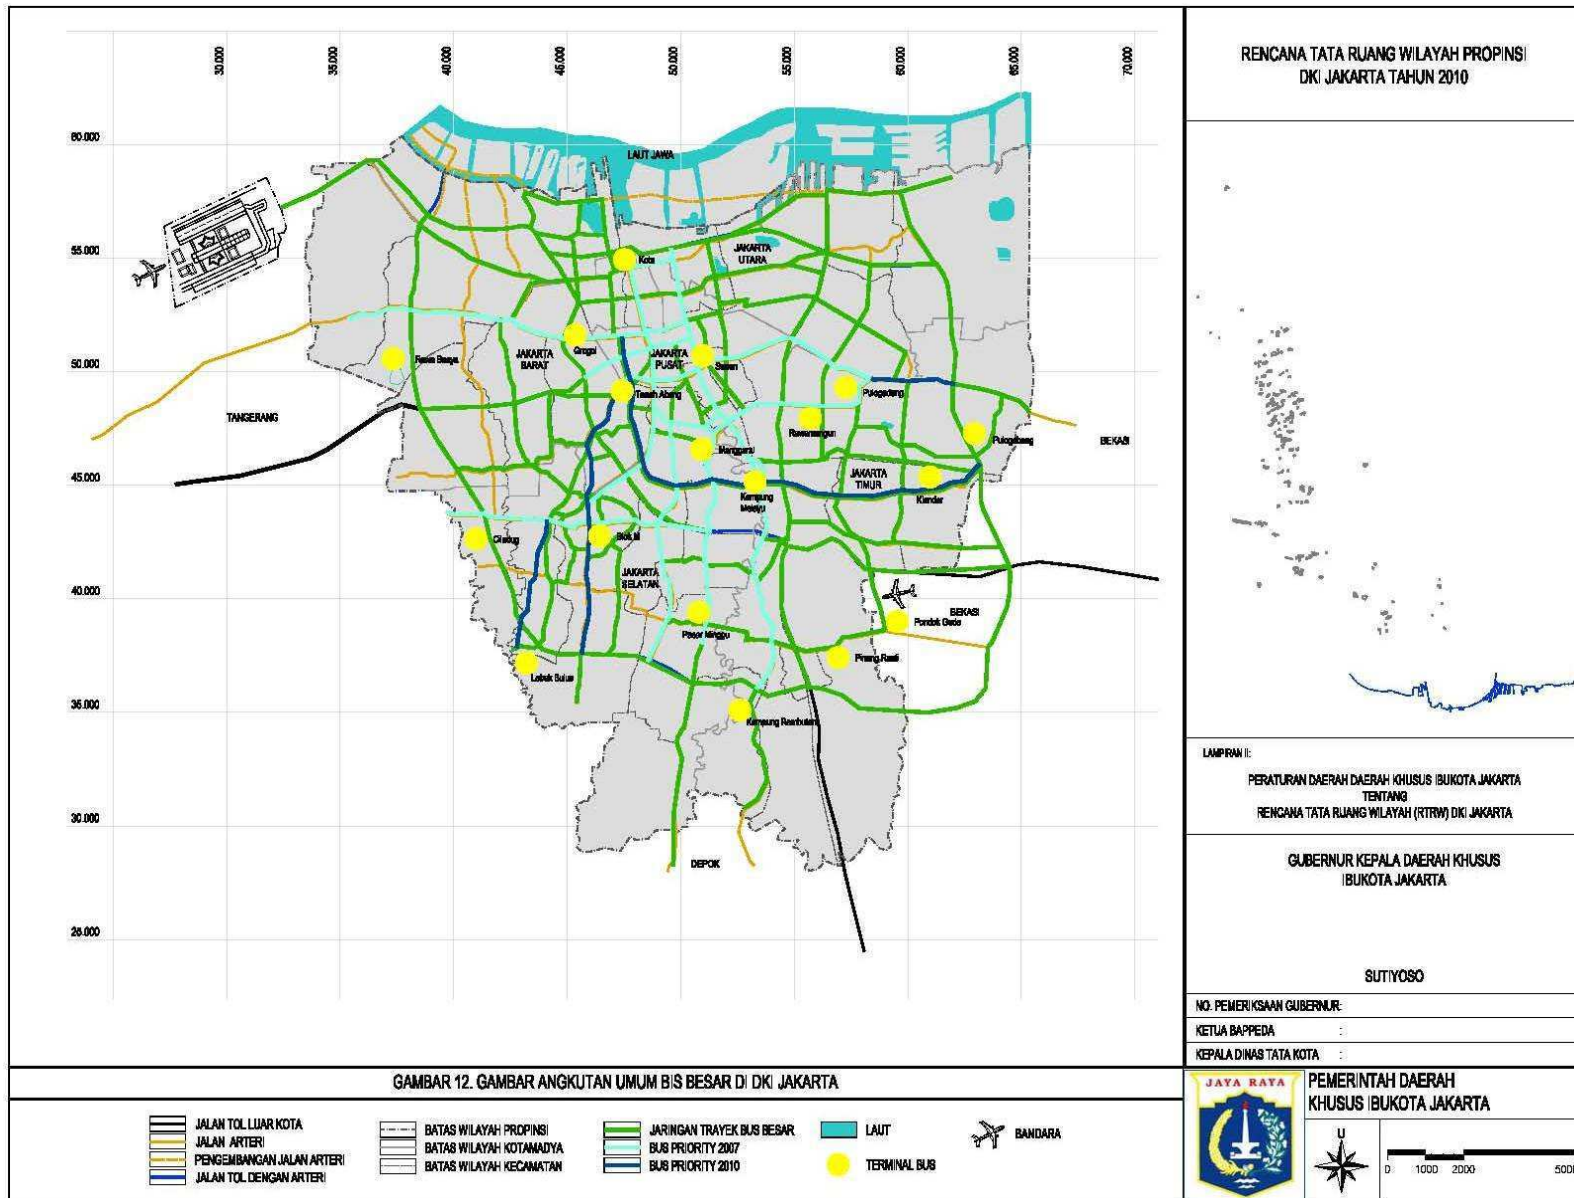 30.000
35.000
40.000
45.000
50.000
55.000
60.000
65.000
70.000
60.000
55.000
50.000
45.000
40.000
35.000
30.000
LAUT JAWA
JAKARTA
UTARA
Kota
JAKARTA
BARAT
Grogol
JAKARTA
PUSAT
Senen
Tanah Abang
Pulogadung
TANGERANG
Rawamangun
Pulogebang
BEKASI
Manggarai
JAKARTA
TIMUR
Klender
Kampung
Melayu
Ciledug
Blok M
JAKARTA
SELATAN
BEKASI
Pondok Gede
Pasar Minggu
Pinang Ranti
Lebak Bulus
Kampung Rambutan
DEPOK
RENCANA TATA RUANG WILAYAH PROPINSI
DKI JAKARTA TAHUN 2010
LAMPIRAN II:
PERATURAN DAERAH DAERAH KHUSUS IBUKOTA JAKARTA
TENTANG
RENCANA TATA RUANG WILAYAH (RTRW) DKI JAKARTA
GUBERNUR KEPALA DAERAH KHUSUS
IBUKOTA JAKARTA
SUTIYOSO
NO. PEMERIKSAAN GUBERNUR:
KETUA BAPPEDA :
KEPALA DINAS TATA KOTA :
GAMBAR 12. GAMBAR ANGKUTAN UMUM BIS BESAR DI DKI JAKARTA
JALAN TOL LUAR KOTA
JALAN ARTERI
PENGEMBANGAN JALAN ARTERI
JALAN TOL DENGAN ARTERI
BATAS WILAYAH PROPINSI
BATAS WILAYAH KOTAMADYA
BATAS WILAYAH KECAMATAN
JARINGAN TRAYEK BUS BESAR
BUS PRIORITY 2007
BUS PRIORITY 2010
LAUT
TERMINAL BUS
BANDARA
JAYA RAYA
PEMERINTAH DAERAH
KHUSUS IBUKOTA JAKARTA
U
0 1000 2000